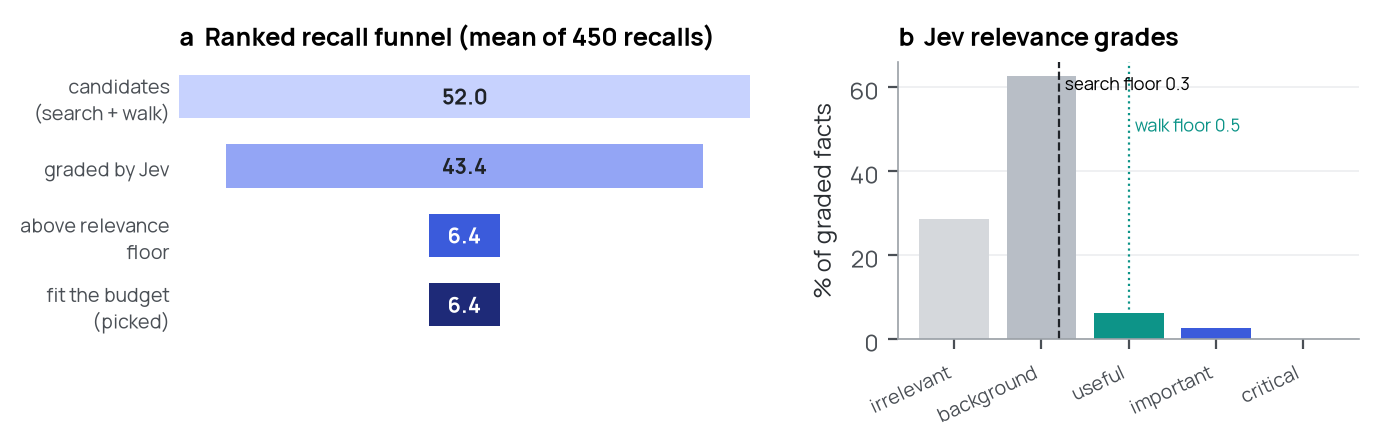 a Ranked recall funnel (mean of 450 recalls)
candidates
(search + walk)
52.0
graded by Jev
43.4
above relevance
floor
6.4
fit the budget
(picked)
6.4
b Jev relevance grades
% of graded facts
60
40
20
0
search floor 0.3
walk floor 0.5
irrelevant
background
useful
important
critical